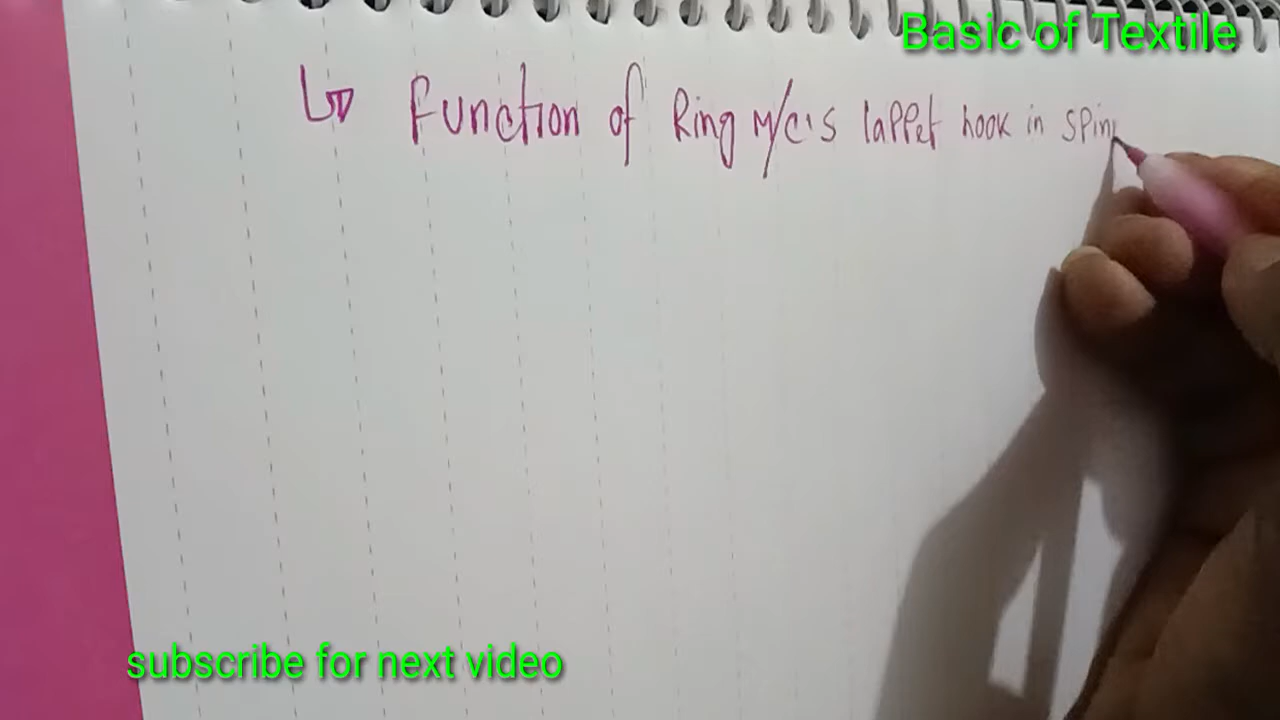 Basic of Textile
Function of Ring M/C's lappet hook in spin
subscribe for next video